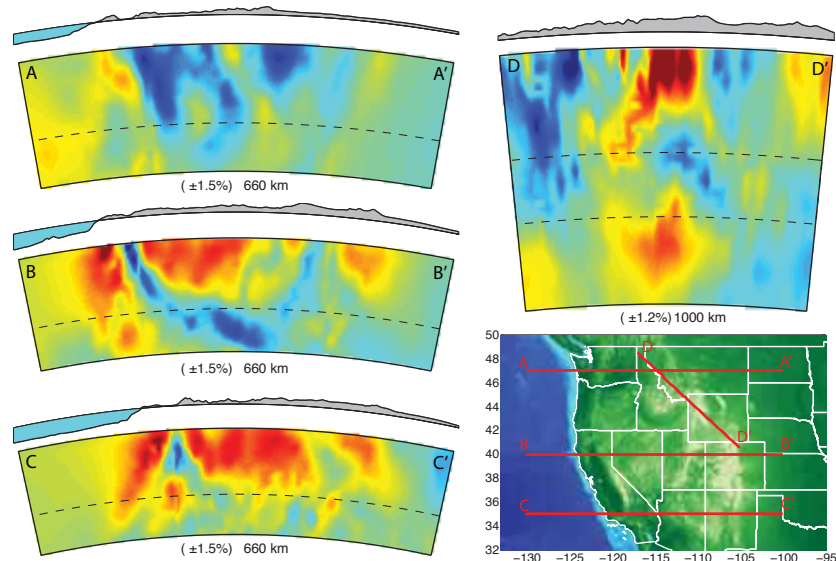 A A’
( ±1.5%) 660 km
B B’
( ±1.5%) 660 km
C C’
( ±1.5%) 660 km
D D’
( ±1.2%) 1000 km
50
48
46
44
42
40
38
36
34
32
−130 −125 −120 −115 −110 −105 −100 −95
D
A A’
D’
B B’
C C’